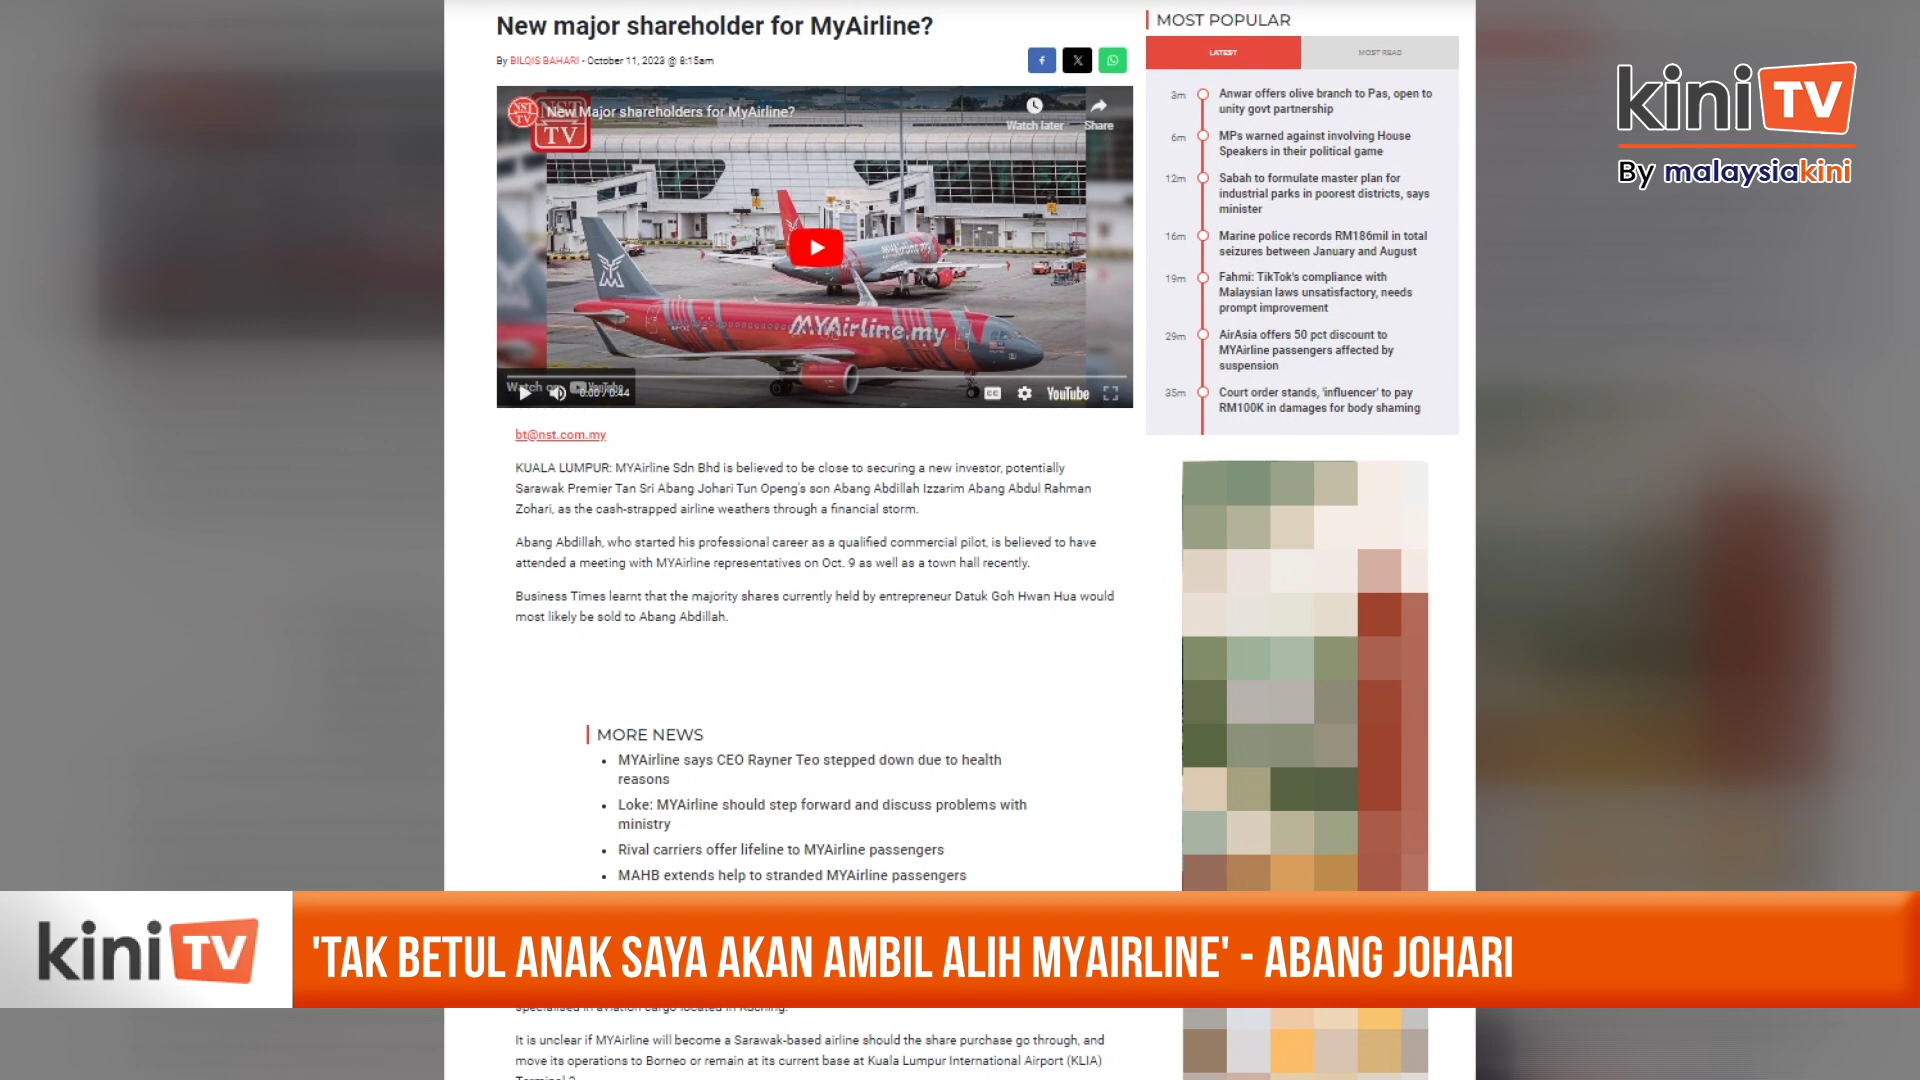 New major shareholder for MyAirline?
By BILQIS BAHARI - October 11, 2023 @ 8:15am
NST TV
NST TV
New Major shareholders for MyAirline?
Watch later
Share
MYAirline.my
MYAirline.my
Watch on YouTube
0:00 / 0:44
CC
YouTube
bt@nst.com.my
KUALA LUMPUR: MYAirline Sdn Bhd is believed to be close to securing a new investor, potentially
Sarawak Premier Tan Sri Abang Johari Tun Openg's son Abang Abdillah Izzarim Abang Abdul Rahman
Zohari, as the cash-strapped airline weathers through a financial storm.
Abang Abdillah, who started his professional career as a qualified commercial pilot, is believed to have
attended a meeting with MYAirline representatives on Oct. 9 as well as a town hall recently.
Business Times learnt that the majority shares currently held by entrepreneur Datuk Goh Hwan Hua would
most likely be sold to Abang Abdillah.
MORE NEWS
• MYAirline says CEO Rayner Teo stepped down due to health
reasons
• Loke: MYAirline should step forward and discuss problems with
ministry
• Rival carriers offer lifeline to MYAirline passengers
• MAHB extends help to stranded MYAirline passengers
specialised in aviation cargo located in Kuching.
It is unclear if MYAirline will become a Sarawak-based airline should the share purchase go through, and
move its operations to Borneo or remain at its current base at Kuala Lumpur International Airport (KLIA)
Terminal 2.
MOST POPULAR
LATEST
MOST READ
3m
Anwar offers olive branch to Pas, open to
unity govt partnership
6m
MPs warned against involving House
Speakers in their political game
12m
Sabah to formulate master plan for
industrial parks in poorest districts, says
minister
16m
Marine police records RM186mil in total
seizures between January and August
19m
Fahmi: TikTok's compliance with
Malaysian laws unsatisfactory, needs
prompt improvement
29m
AirAsia offers 50 pct discount to
MYAirline passengers affected by
suspension
35m
Court order stands, 'influencer' to pay
RM100K in damages for body shaming
kini TV
By malaysiakini
kini TV
'TAK BETUL ANAK SAYA AKAN AMBIL ALIH MYAIRLINE' - ABANG JOHARI